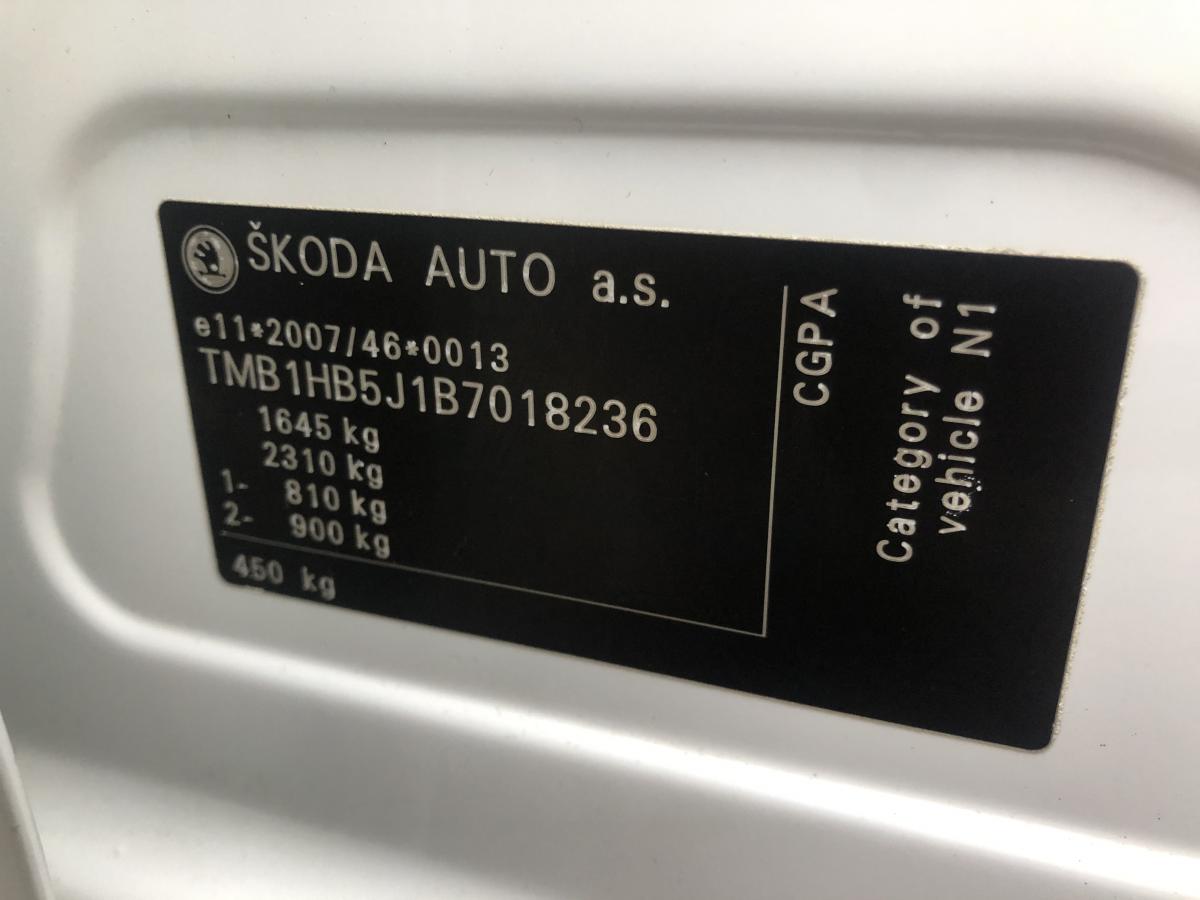 ŠKODA AUTO a.s.
e11*2007/46*0013
TMB1HB5J1B7018236
1645 kg
2310 kg
1- 810 kg
2- 900 kg
450 kg
CGPA
Category of
vehicle N1